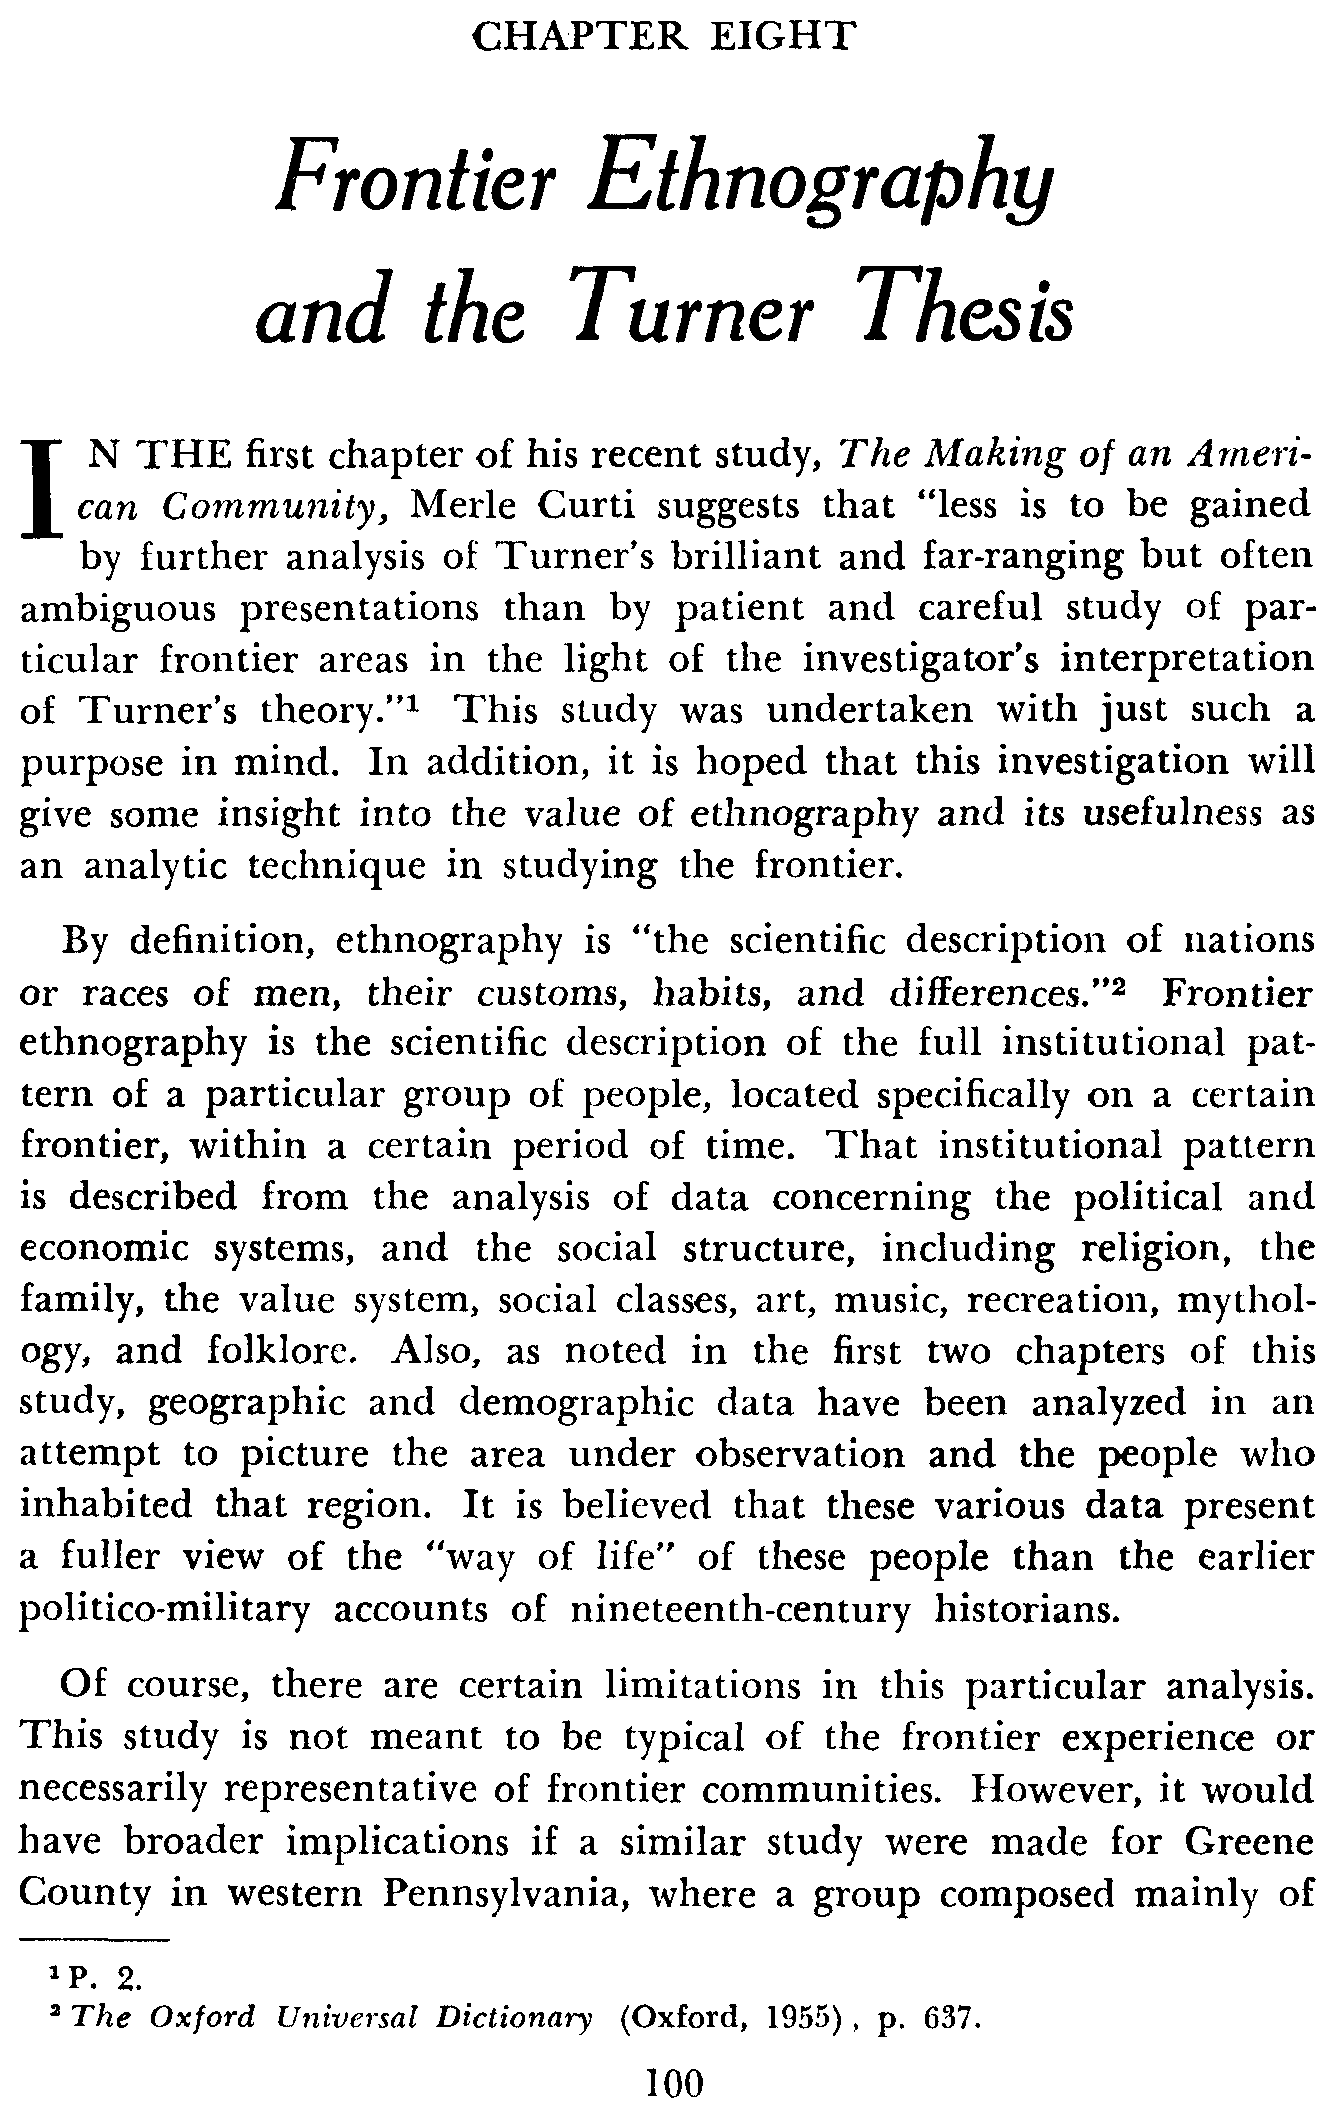 CHAPTER EIGHT
Frontier Ethnography
and the Turner Thesis
IN THE first chapter of his recent study, The Making of an Ameri-
can Community, Merle Curti suggests that "less is to be gained
by further analysis of Turner's brilliant and far-ranging but often
ambiguous presentations than by patient and careful study of par-
ticular frontier areas in the light of the investigator's interpretation
of Turner's theory."¹ This study was undertaken with just such a
purpose in mind. In addition, it is hoped that this investigation will
give some insight into the value of ethnography and its usefulness as
an analytic technique in studying the frontier.
By definition, ethnography is "the scientific description of nations
or races of men, their customs, habits, and differences."² Frontier
ethnography is the scientific description of the full institutional pat-
tern of a particular group of people, located specifically on a certain
frontier, within a certain period of time. That institutional pattern
is described from the analysis of data concerning the political and
economic systems, and the social structure, including religion, the
family, the value system, social classes, art, music, recreation, mythol-
ogy, and folklore. Also, as noted in the first two chapters of this
study, geographic and demographic data have been analyzed in an
attempt to picture the area under observation and the people who
inhabited that region. It is believed that these various data present
a fuller view of the "way of life" of these people than the earlier
politico-military accounts of nineteenth-century historians.
Of course, there are certain limitations in this particular analysis.
This study is not meant to be typical of the frontier experience or
necessarily representative of frontier communities. However, it would
have broader implications if a similar study were made for Greene
County in western Pennsylvania, where a group composed mainly of
¹ P. 2.
² The Oxford Universal Dictionary (Oxford, 1955), p. 637.
100